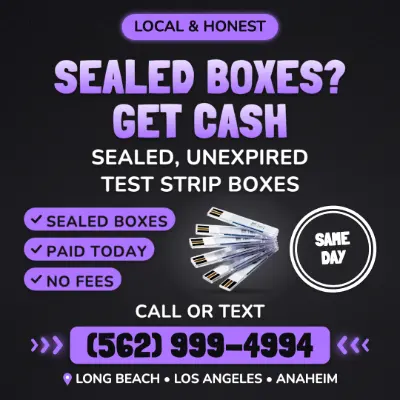 LOCAL & HONEST
SEALED BOXES?
GET CASH
SEALED, UNEXPIRED
TEST STRIP BOXES
SEALED BOXES
PAID TODAY
NO FEES
SAME
DAY
CALL OR TEXT
(562) 999-4994
LONG BEACH • LOS ANGELES • ANAHEIM